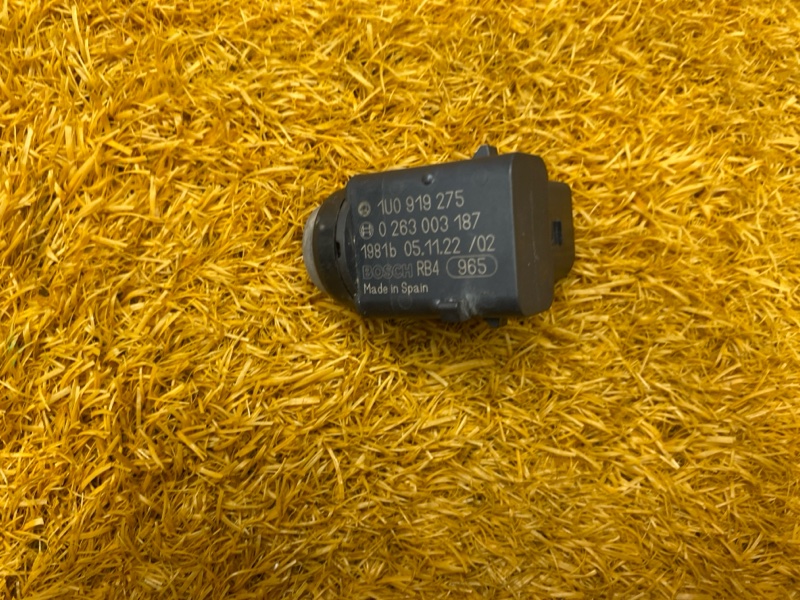 1U0 919 275
0 263 003 187
1981b 05.11.22 /02
BOSCH RB4 965
Made in Spain